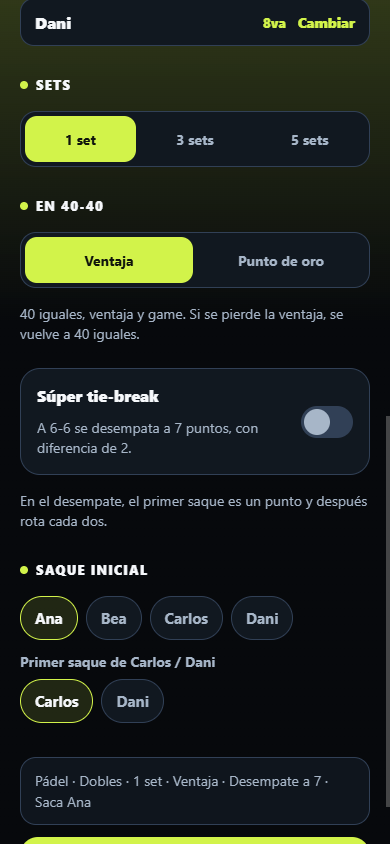 Dani 8va Cambiar
SETS
1 set 3 sets 5 sets
EN 40-40
Ventaja Punto de oro
40 iguales, ventaja y game. Si se pierde la ventaja, se
vuelve a 40 iguales.
Súper tie-break
A 6-6 se desempata a 7 puntos, con
diferencia de 2.
En el desempate, el primer saque es un punto y después
rota cada dos.
SAQUE INICIAL
Ana Bea Carlos Dani
Primer saque de Carlos / Dani
Carlos Dani
Pádel · Dobles · 1 set · Ventaja · Desempate a 7 ·
Saca Ana